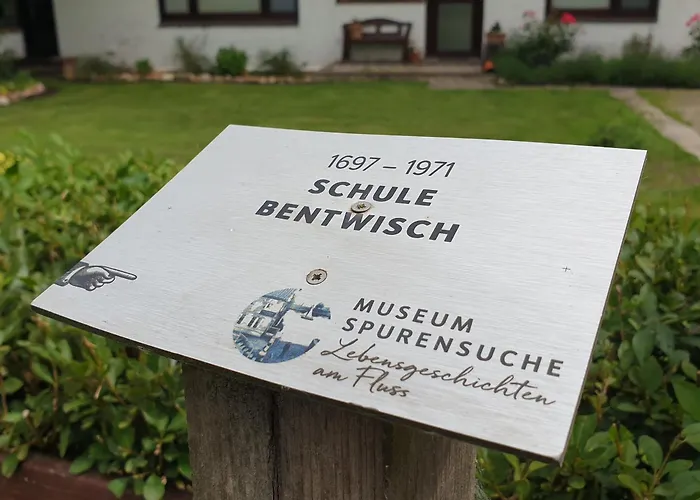 1697 – 1971
SCHULE
BENTWISCH
MUSEUM
SPURENSUCHE
Lebensgeschichten
am Fluss